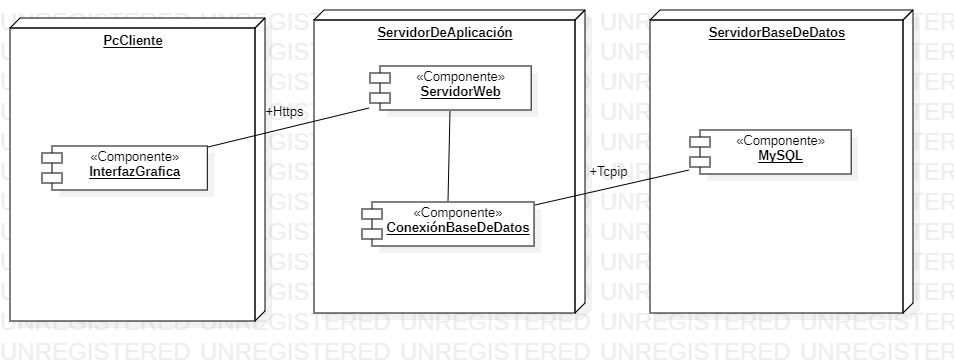 PcCliente
«Componente»
InterfazGrafica
+Https
ServidorDeAplicación
«Componente»
ServidorWeb
«Componente»
ConexiónBaseDeDatos
+Tcpip
ServidorBaseDeDatos
«Componente»
MySQL
UNREGISTERED UNREGISTERED UNREGISTERED UNREGISTERED UNREGISTERED